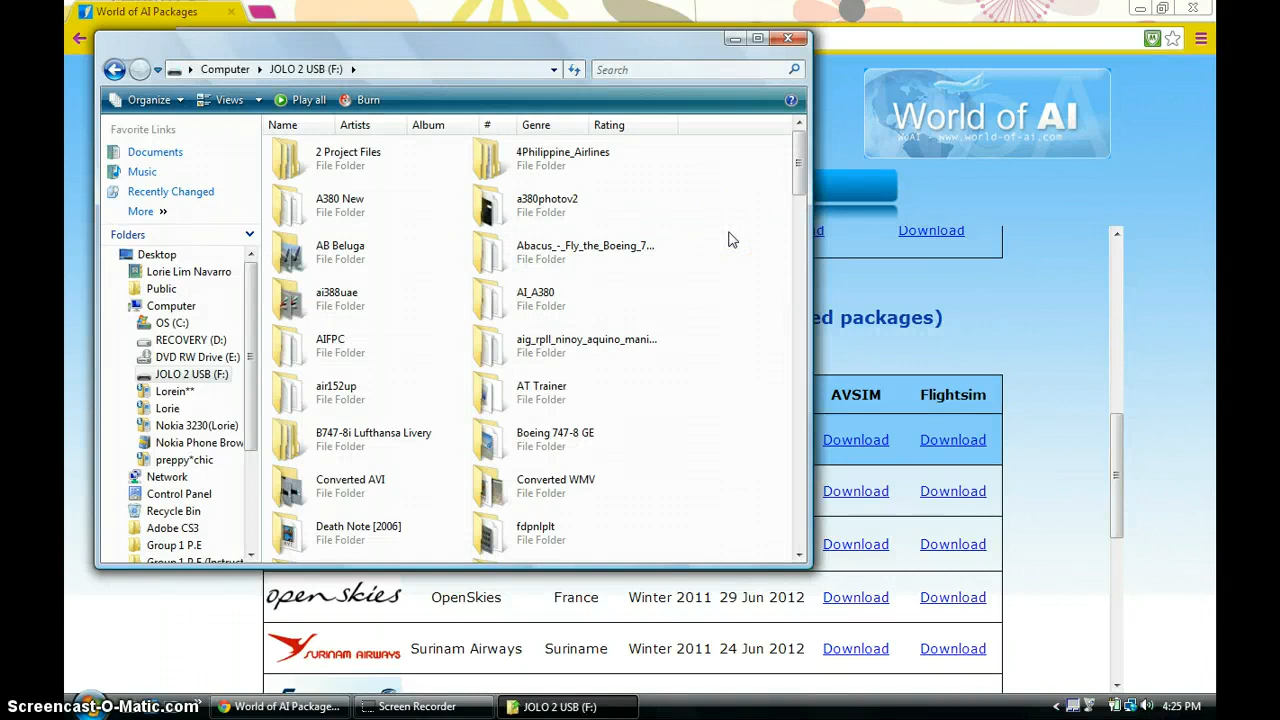 World of AI Packages
Computer
JOLO 2 USB (F:)
Search
Organize
Views
Play all
Burn
Favorite Links
Documents
Music
Recently Changed
More »
Folders
Desktop
Lorie Lim Navarro
Public
Computer
OS (C:)
RECOVERY (D:)
DVD RW Drive (E:)
JOLO 2 USB (F:)
Lorein**
Lorie
Nokia 3230(Lorie)
Nokia Phone Brow
preppy*chic
Network
Control Panel
Recycle Bin
Adobe CS3
Group 1 P.E
Group 1 P.E (Instruct
Name Artists Album # Genre Rating
2 Project Files
File Folder
4Philippine_Airlines
File Folder
A380 New
File Folder
a380photov2
File Folder
AB Beluga
File Folder
Abacus_-_Fly_the_Boeing_7...
File Folder
ai388uae
File Folder
AI_A380
File Folder
AIFPC
File Folder
aig_rpll_ninoy_aquino_mani...
File Folder
air152up
File Folder
AT Trainer
File Folder
B747-8i Lufthansa Livery
File Folder
Boeing 747-8 GE
File Folder
Converted AVI
File Folder
Converted WMV
File Folder
Death Note [2006]
File Folder
fdpnlplt
File Folder
World of AI
WoAI - www.world-of-ai.com
d Download
ed packages)
AVSIM Flightsim
Download Download
Download Download
Download Download
open skies OpenSkies France Winter 2011 29 Jun 2012 Download Download
SURINAM AIRWAYS Surinam Airways Suriname Winter 2011 24 Jun 2012 Download Download
Screencast-O-Matic.com
World of AI Package...
Screen Recorder
JOLO 2 USB (F:)
4:25 PM